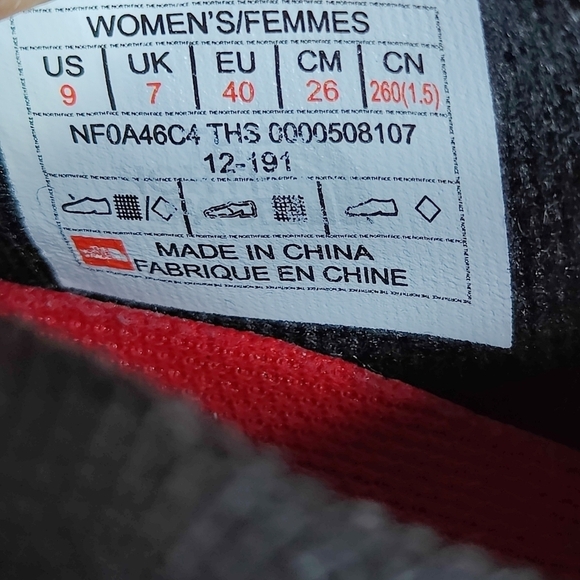 WOMEN'S/FEMMES
US UK EU CM CN
9 7 40 26 260(1.5)
NF0A46C4 THS 0000508107
12-191
MADE IN CHINA
FABRIQUE EN CHINE